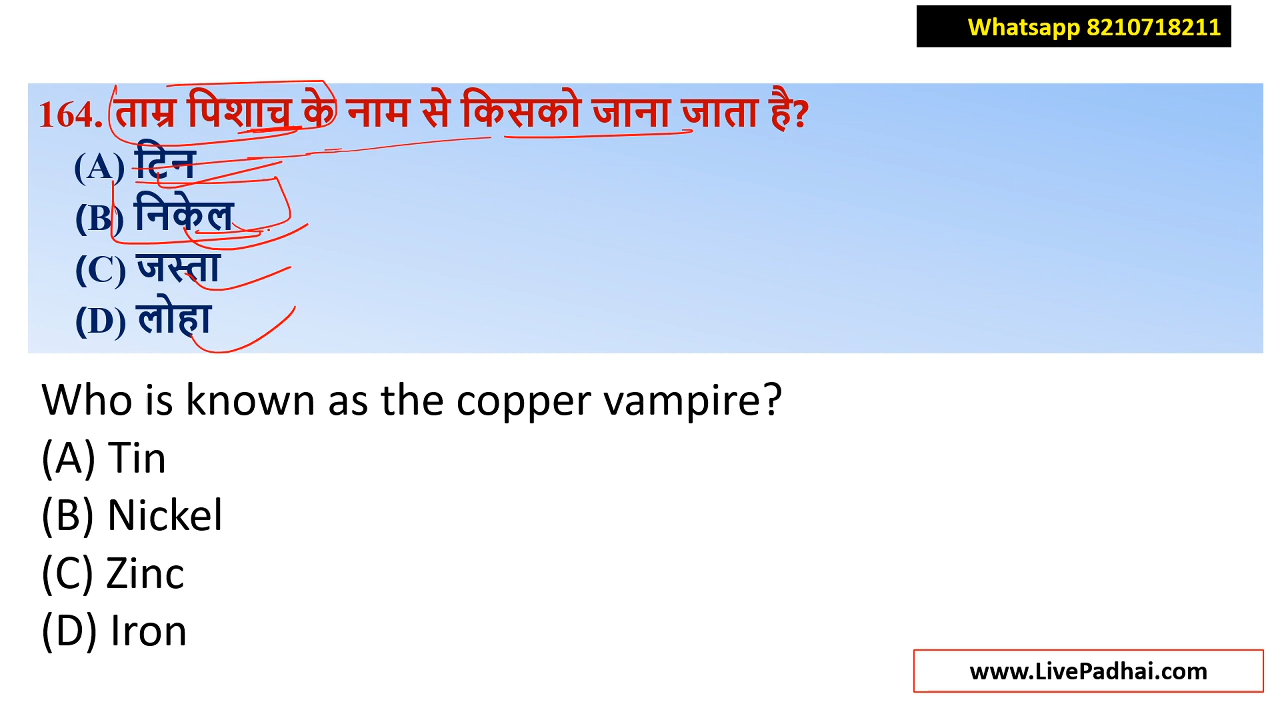 Whatsapp 8210718211
164. ताम्र पिशाच के नाम से किसको जाना जाता है?
(A) टिन
(B) निकेल
(C) जस्ता
(D) लोहा
Who is known as the copper vampire?
(A) Tin
(B) Nickel
(C) Zinc
(D) Iron
www.LivePadhai.com